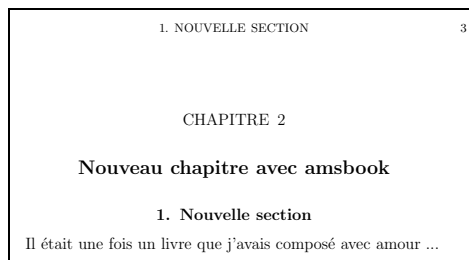 1. NOUVELLE SECTION 3
CHAPITRE 2
Nouveau chapitre avec amsbook
1. Nouvelle section
Il était une fois un livre que j'avais composé avec amour ...